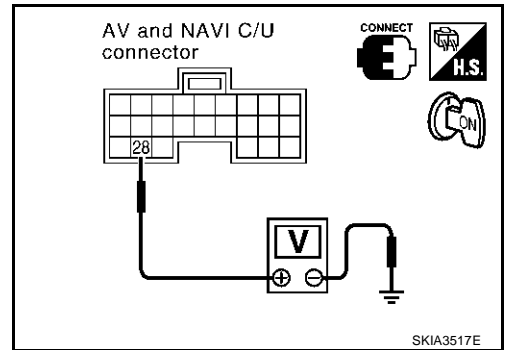 AV and NAVI C/U
connector
CONNECT
H.S.
ON
28
V
+ -
SKIA3517E